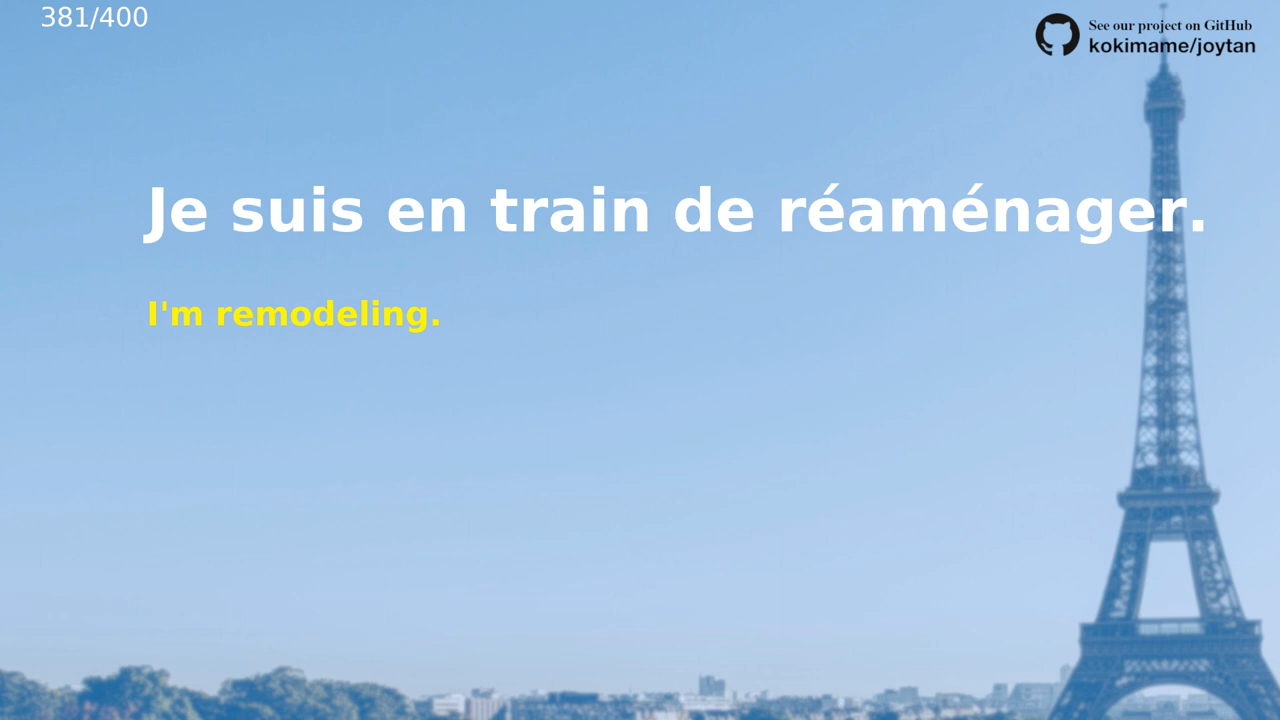 381/400
See our project on GitHub
kokimame/joytan
Je suis en train de réaménager.
I'm remodeling.